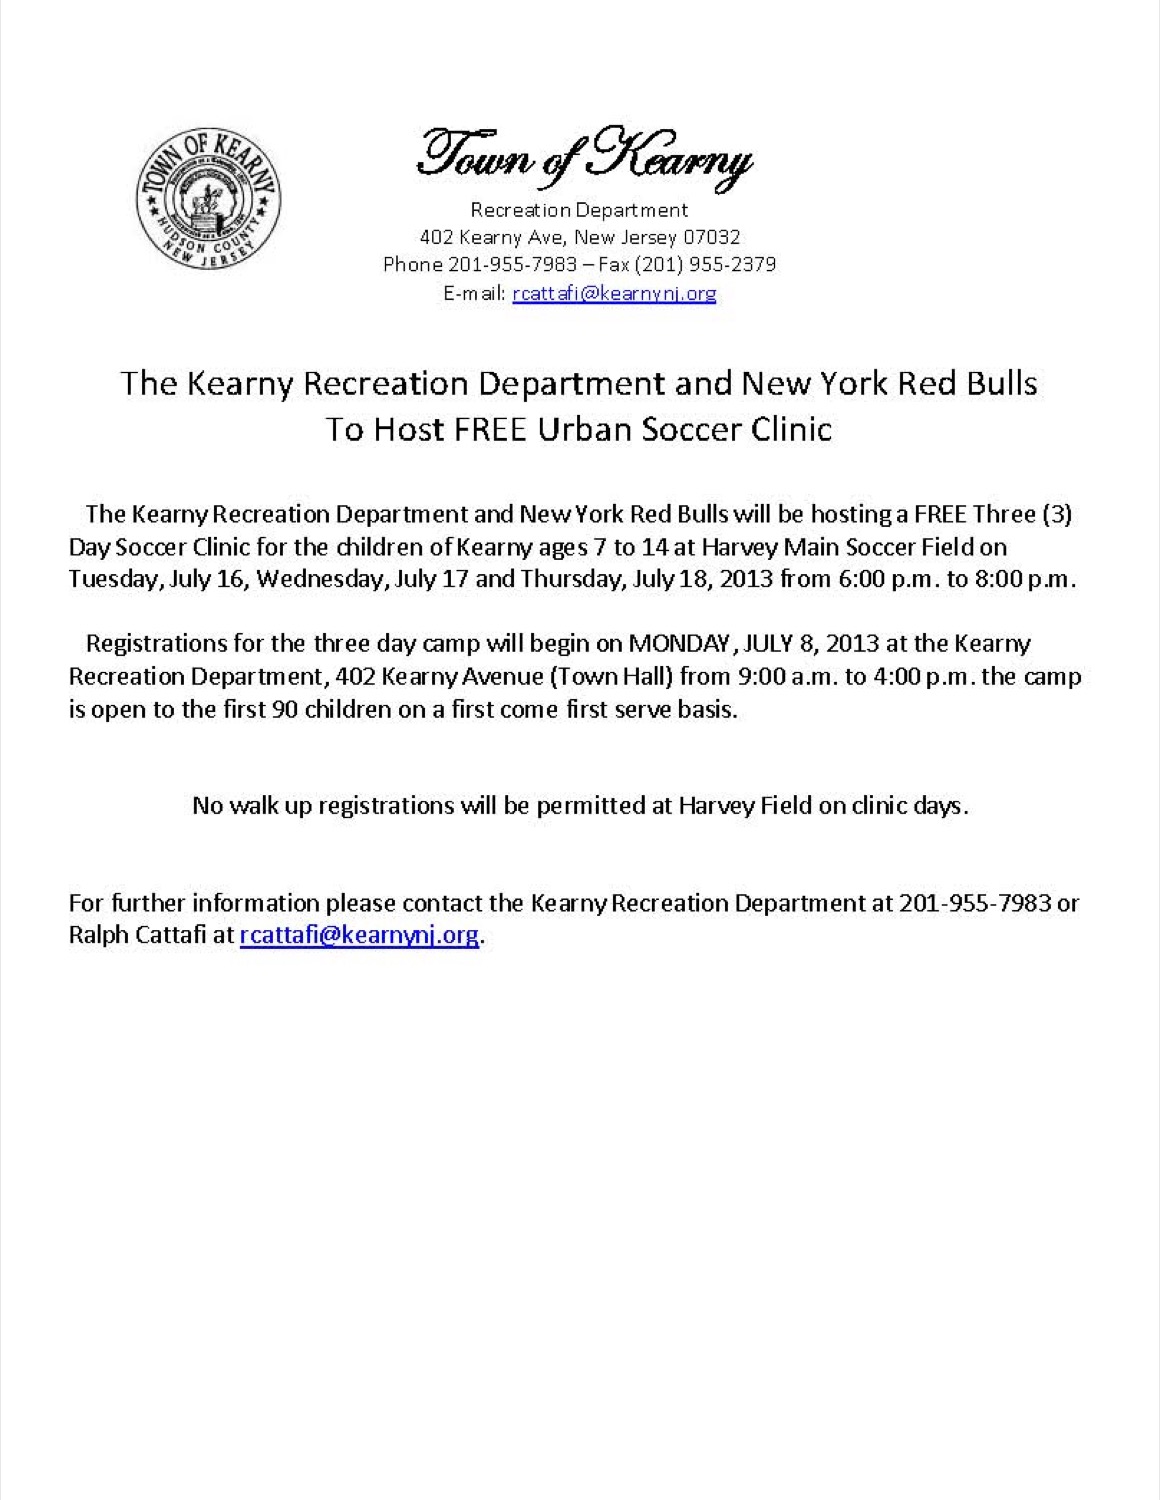 TOWN OF KEARNY
HUDSON COUNTY
NEW JERSEY
Town of Kearny
Recreation Department
402 Kearny Ave, New Jersey 07032
Phone 201-955-7983 – Fax (201) 955-2379
E-mail: rcattafi@kearnynj.org
The Kearny Recreation Department and New York Red Bulls
To Host FREE Urban Soccer Clinic
The Kearny Recreation Department and New York Red Bulls will be hosting a FREE Three (3)
Day Soccer Clinic for the children of Kearny ages 7 to 14 at Harvey Main Soccer Field on
Tuesday, July 16, Wednesday, July 17 and Thursday, July 18, 2013 from 6:00 p.m. to 8:00 p.m.
Registrations for the three day camp will begin on MONDAY, JULY 8, 2013 at the Kearny
Recreation Department, 402 Kearny Avenue (Town Hall) from 9:00 a.m. to 4:00 p.m. the camp
is open to the first 90 children on a first come first serve basis.
No walk up registrations will be permitted at Harvey Field on clinic days.
For further information please contact the Kearny Recreation Department at 201-955-7983 or
Ralph Cattafi at rcattafi@kearnynj.org.